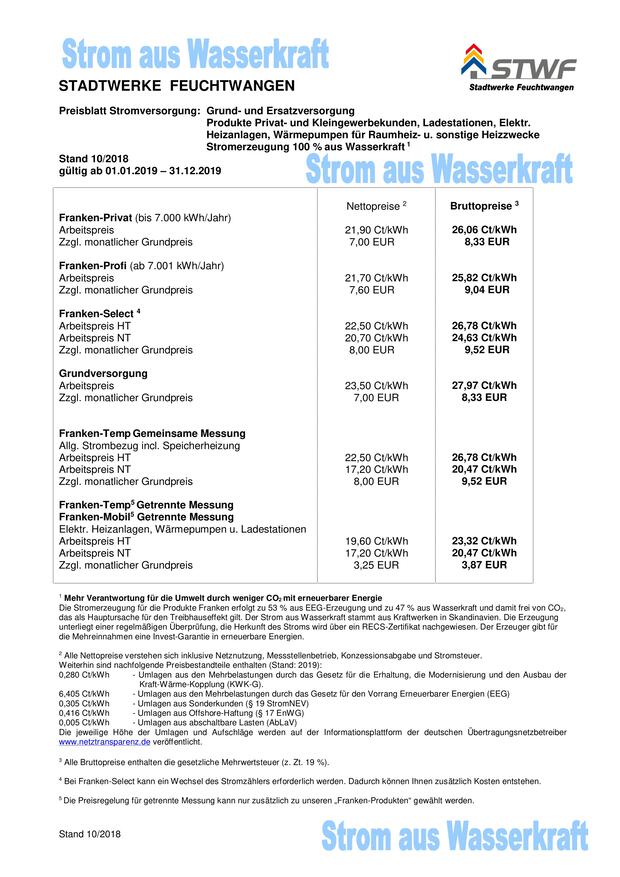 Strom aus Wasserkraft
STADTWERKE FEUCHTWANGEN
STWF
Stadtwerke Feuchtwangen
Preisblatt Stromversorgung: Grund- und Ersatzversorgung
Produkte Privat- und Kleingewerbekunden, Ladestationen, Elektr.
Heizanlagen, Wärmepumpen für Raumheiz- u. sonstige Heizzwecke
Stromerzeugung 100 % aus Wasserkraft 1
Stand 10/2018
gültig ab 01.01.2019 – 31.12.2019
Strom aus Wasserkraft
Nettopreise 2 Bruttopreise 3
Franken-Privat (bis 7.000 kWh/Jahr)
Arbeitspreis 21,90 Ct/kWh 26,06 Ct/kWh
Zzgl. monatlicher Grundpreis 7,00 EUR 8,33 EUR
Franken-Profi (ab 7.001 kWh/Jahr)
Arbeitspreis 21,70 Ct/kWh 25,82 Ct/kWh
Zzgl. monatlicher Grundpreis 7,60 EUR 9,04 EUR
Franken-Select 4
Arbeitspreis HT 22,50 Ct/kWh 26,78 Ct/kWh
Arbeitspreis NT 20,70 Ct/kWh 24,63 Ct/kWh
Zzgl. monatlicher Grundpreis 8,00 EUR 9,52 EUR
Grundversorgung
Arbeitspreis 23,50 Ct/kWh 27,97 Ct/kWh
Zzgl. monatlicher Grundpreis 7,00 EUR 8,33 EUR
Franken-Temp Gemeinsame Messung
Allg. Strombezug incl. Speicherheizung
Arbeitspreis HT 22,50 Ct/kWh 26,78 Ct/kWh
Arbeitspreis NT 17,20 Ct/kWh 20,47 Ct/kWh
Zzgl. monatlicher Grundpreis 8,00 EUR 9,52 EUR
Franken-Temp5 Getrennte Messung
Franken-Mobil5 Getrennte Messung
Elektr. Heizanlagen, Wärmepumpen u. Ladestationen
Arbeitspreis HT 19,60 Ct/kWh 23,32 Ct/kWh
Arbeitspreis NT 17,20 Ct/kWh 20,47 Ct/kWh
Zzgl. monatlicher Grundpreis 3,25 EUR 3,87 EUR
1 Mehr Verantwortung für die Umwelt durch weniger CO2 mit erneuerbarer Energie
Die Stromerzeugung für die Produkte Franken erfolgt zu 53 % aus EEG-Erzeugung und zu 47 % aus Wasserkraft und damit frei von CO2,
das als Hauptursache für den Treibhauseffekt gilt. Der Strom aus Wasserkraft stammt aus Kraftwerken in Skandinavien. Die Erzeugung
unterliegt einer regelmäßigen Überprüfung, die Herkunft des Stroms wird über ein RECS-Zertifikat nachgewiesen. Der Erzeuger gibt für
die Mehreinnahmen eine Invest-Garantie in erneuerbare Energien.
2 Alle Nettopreise verstehen sich inklusive Netznutzung, Messstellenbetrieb, Konzessionsabgabe und Stromsteuer.
Weiterhin sind nachfolgende Preisbestandteile enthalten (Stand: 2019):
0,280 Ct/kWh - Umlagen aus den Mehrbelastungen durch das Gesetz für die Erhaltung, die Modernisierung und den Ausbau der
Kraft-Wärme-Kopplung (KWK-G).
6,405 Ct/kWh - Umlagen aus den Mehrbelastungen durch das Gesetz für den Vorrang Erneuerbarer Energien (EEG)
0,305 Ct/kWh - Umlagen aus Sonderkunden (§ 19 StromNEV)
0,416 Ct/kWh - Umlagen aus Offshore-Haftung (§ 17 EnWG)
0,005 Ct/kWh - Umlagen aus abschaltbare Lasten (AbLaV)
Die jeweilige Höhe der Umlagen und Aufschläge werden auf der Informationsplattform der deutschen Übertragungsnetzbetreiber
www.netztransparenz.de veröffentlicht.
3 Alle Bruttopreise enthalten die gesetzliche Mehrwertsteuer (z. Zt. 19 %).
4 Bei Franken-Select kann ein Wechsel des Stromzählers erforderlich werden. Dadurch können Ihnen zusätzlich Kosten entstehen.
5 Die Preisregelung für getrennte Messung kann nur zusätzlich zu unseren „Franken-Produkten“ gewählt werden.
Stand 10/2018
Strom aus Wasserkraft